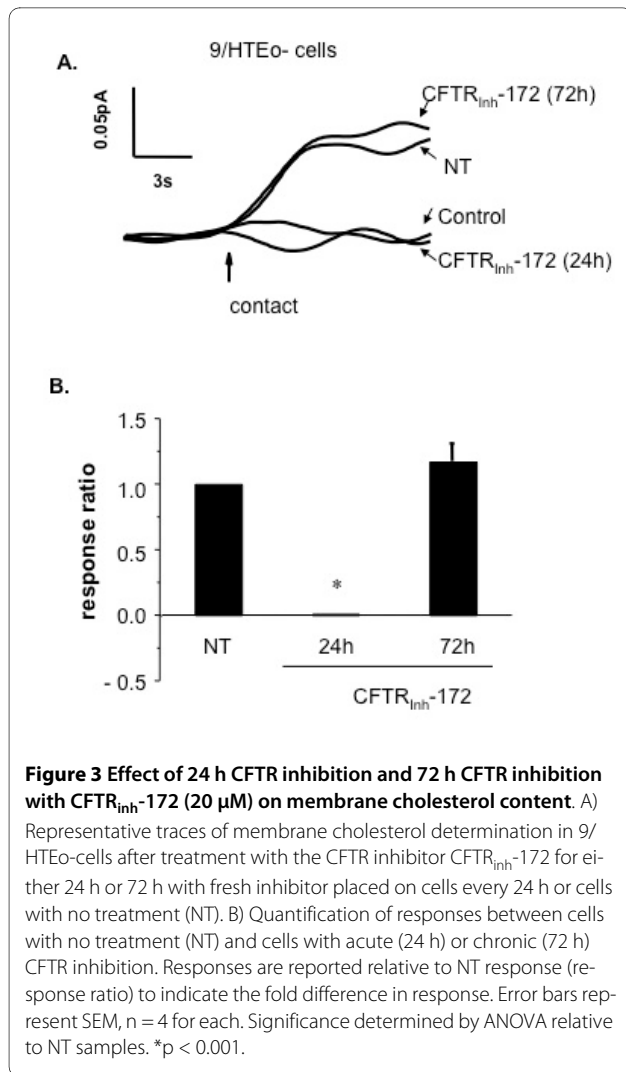 9/HTEo- cells
A.
0.05pA
3s
CFTRInh-172 (72h)
NT
Control
CFTRInh-172 (24h)
contact
B.
response ratio
1.5
1.0
0.5
0.0
- 0.5
*
NT
24h
72h
CFTRInh-172
Figure 3 Effect of 24 h CFTR inhibition and 72 h CFTR inhibition
with CFTRinh-172 (20 μM) on membrane cholesterol content. A)
Representative traces of membrane cholesterol determination in 9/
HTEo-cells after treatment with the CFTR inhibitor CFTRinh-172 for ei-
ther 24 h or 72 h with fresh inhibitor placed on cells every 24 h or cells
with no treatment (NT). B) Quantification of responses between cells
with no treatment (NT) and cells with acute (24 h) or chronic (72 h)
CFTR inhibition. Responses are reported relative to NT response (re-
sponse ratio) to indicate the fold difference in response. Error bars rep-
resent SEM, n = 4 for each. Significance determined by ANOVA relative
to NT samples. *p < 0.001.